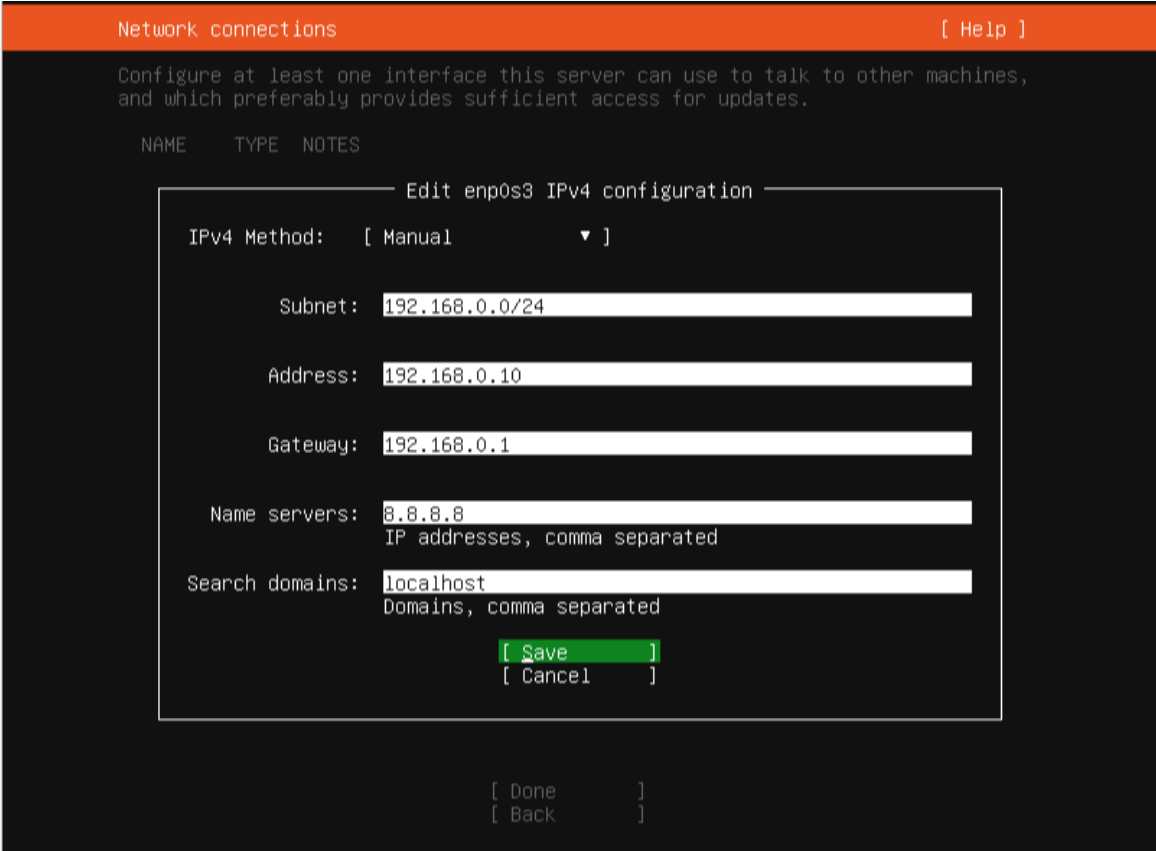 Network connections [ Help ]
Configure at least one interface this server can use to talk to other machines,
and which preferably provides sufficient access for updates.
NAME TYPE NOTES
Edit enp0s3 IPv4 configuration
IPv4 Method: [ Manual ▼ ]
Subnet: 192.168.0.0/24
Address: 192.168.0.10
Gateway: 192.168.0.1
Name servers: 8.8.8.8
IP addresses, comma separated
Search domains: localhost
Domains, comma separated
[ Save ]
[ Cancel ]
[ Done ]
[ Back ]